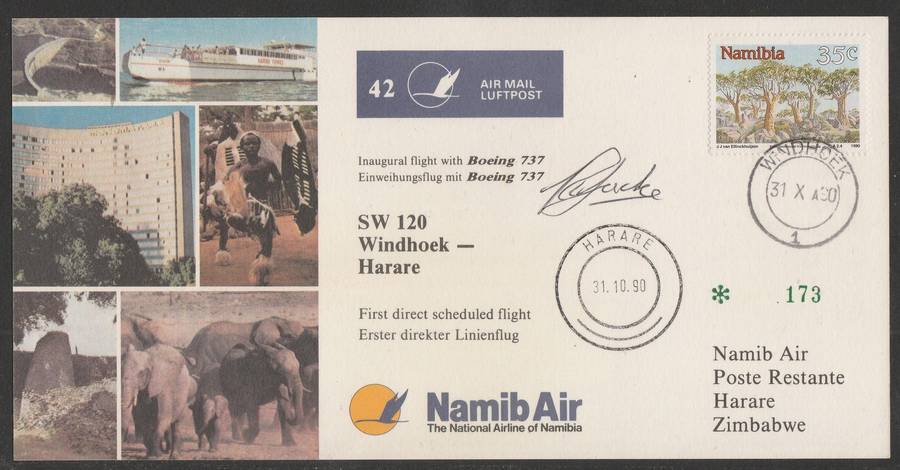 42
AIR MAIL
LUFTPOST
Namibia 35c
1990
WINDHOEK
31 X A90
1
Inaugural flight with Boeing 737
Einweihungsflug mit Boeing 737
SW 120
Windhoek —
Harare
HARARE
31.10.90
* .173
First direct scheduled flight
Erster direkter Linienflug
Namib Air
The National Airline of Namibia
Namib Air
Poste Restante
Harare
Zimbabwe